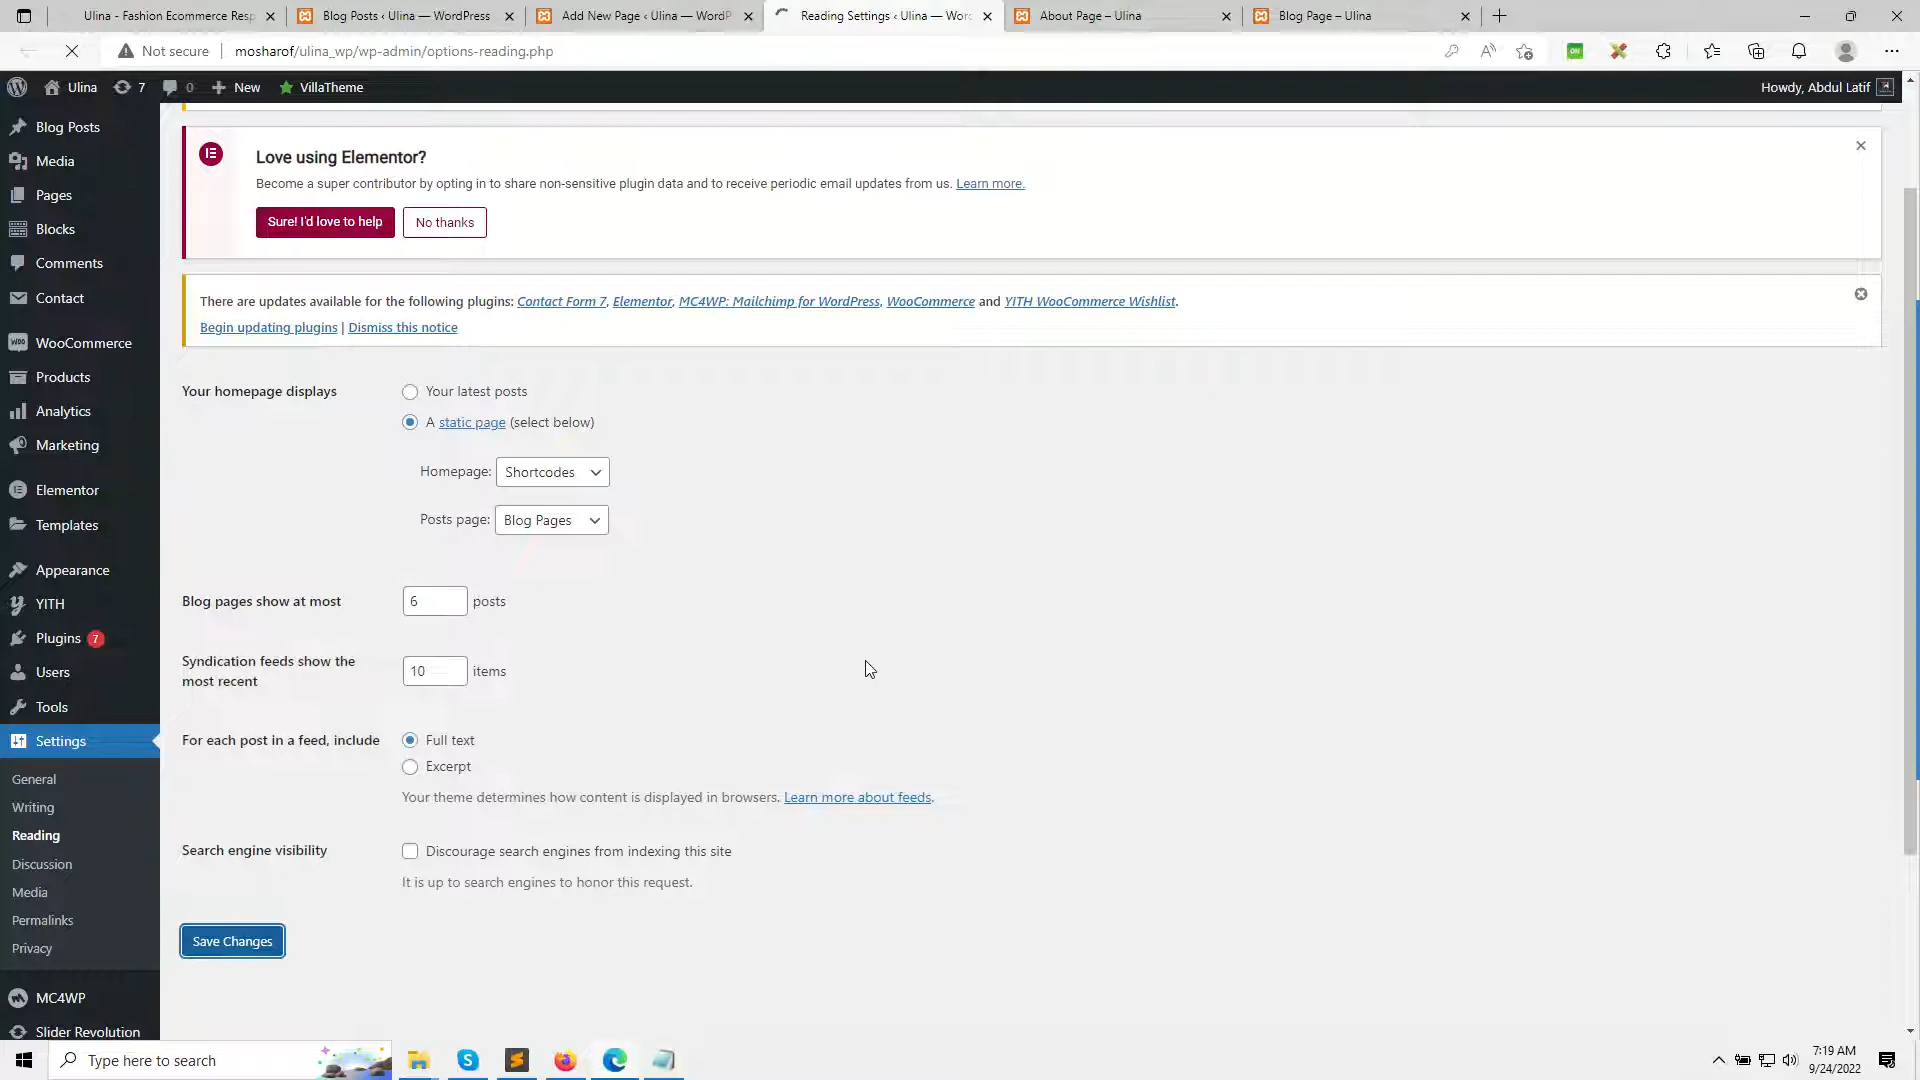 Ulina - Fashion Ecommerce Resp
Blog Posts ‹ Ulina — WordPress
Add New Page ‹ Ulina — WordP
Reading Settings ‹ Ulina — Wor
About Page – Ulina
Blog Page – Ulina
Not secure
mosharof/ulina_wp/wp-admin/options-reading.php
Ulina
7
0
New
VillaTheme
Howdy, Abdul Latif
Blog Posts
Media
Pages
Blocks
Comments
Contact
WooCommerce
Products
Analytics
Marketing
Elementor
Templates
Appearance
YITH
Plugins 7
Users
Tools
Settings
General
Writing
Reading
Discussion
Media
Permalinks
Privacy
MC4WP
Slider Revolution
Love using Elementor?
Become a super contributor by opting in to share non-sensitive plugin data and to receive periodic email updates from us. Learn more.
Sure! I'd love to help
No thanks
There are updates available for the following plugins: Contact Form 7, Elementor, MC4WP: Mailchimp for WordPress, WooCommerce and YITH WooCommerce Wishlist.
Begin updating plugins | Dismiss this notice
Your homepage displays
Your latest posts
A static page (select below)
Homepage: Shortcodes
Posts page: Blog Pages
Blog pages show at most
6 posts
Syndication feeds show the
most recent
10 items
For each post in a feed, include
Full text
Excerpt
Your theme determines how content is displayed in browsers. Learn more about feeds.
Search engine visibility
Discourage search engines from indexing this site
It is up to search engines to honor this request.
Save Changes
Type here to search
7:19 AM
9/24/2022